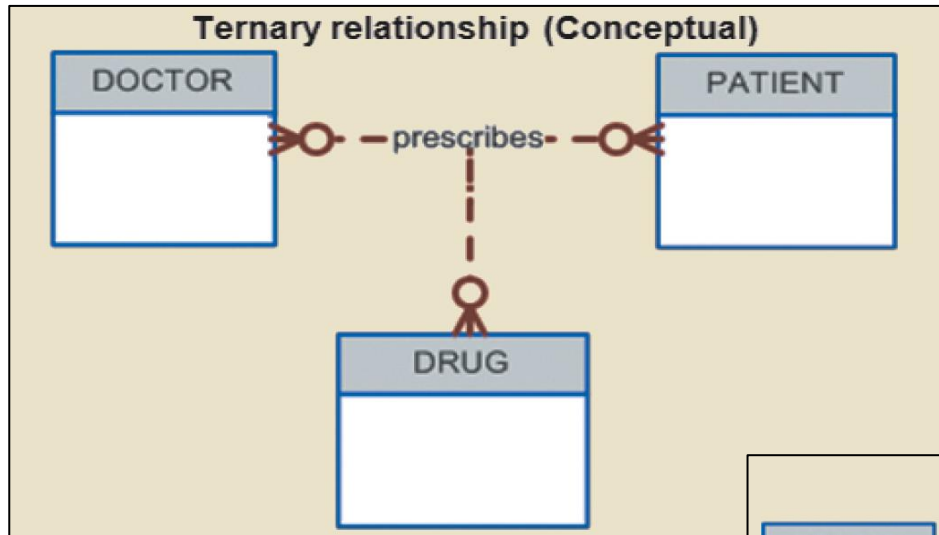 Ternary relationship (Conceptual)
DOCTOR
PATIENT
prescribes
DRUG